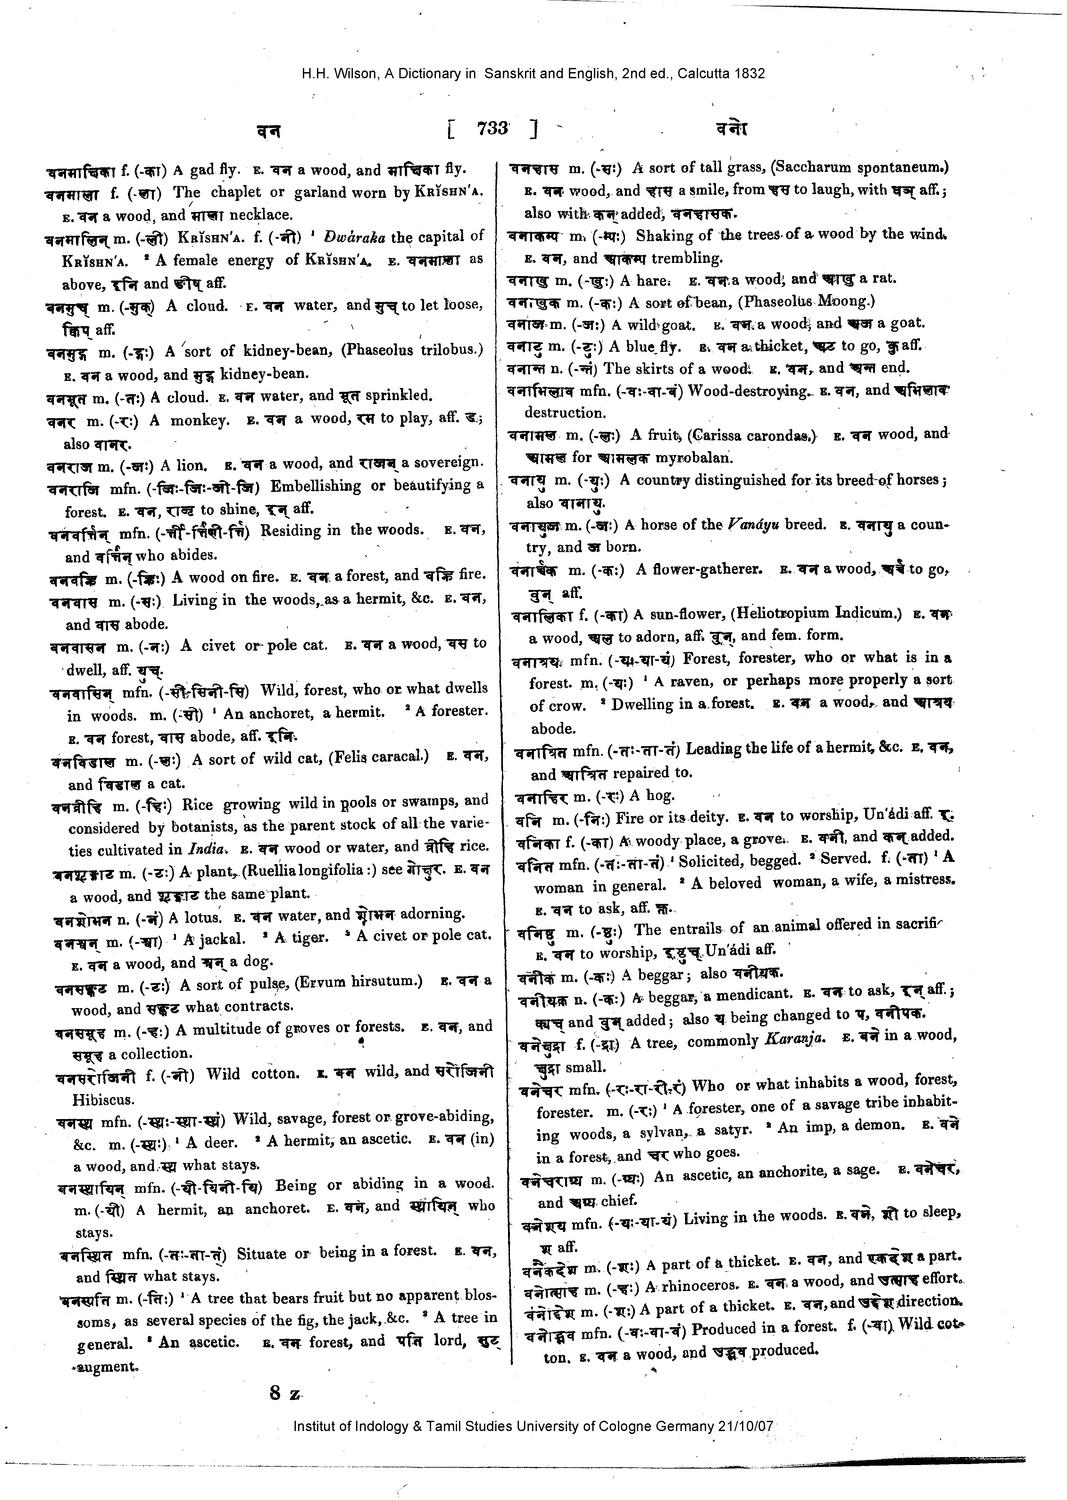 H.H. Wilson, A Dictionary in Sanskrit and English, 2nd ed., Calcutta 1832
वन [ 733 ] वनो
वनमाचिका f. (-का) A gad fly. E. वन a wood, and माचिका fly.
वनमाला f. (-ला) The chaplet or garland worn by KRĬSHN'A.
E. वन a wood, and माला necklace.
वनमालिन् m. (-ली) KRĬSHN'A. f. (-नी) ¹ Dwáraka the capital of
KRĬSHN'A. ² A female energy of KRĬSHN'A. E. वनमाला as
above, इनि and ङीष् aff.
वनमुच् m. (-मुक्) A cloud. E. वन water, and मुच् to let loose,
क्विप् aff.
वनमुद्ग m. (-द्गः) A sort of kidney-bean, (Phaseolus trilobus.)
E. वन a wood, and मुद्ग kidney-bean.
वनमूत m. (-तः) A cloud. E. वन water, and मूत sprinkled.
वनर m. (-रः) A monkey. E. वन a wood, रम to play, aff. ड;
also वानर.
वनराज m. (-जः) A lion. E. वन a wood, and राजन् a sovereign.
वनराजि mfn. (-जिः-जिः-जी-जि) Embellishing or beautifying a
forest. E. वन, राज to shine, इन् aff.
वनवर्त्तिन् mfn. (-र्त्ती-र्त्तिनी-र्त्ति) Residing in the woods. E. वन,
and वर्त्तिन् who abides.
वनवह्नि m. (-ह्निः) A wood on fire. E. वन a forest, and वह्नि fire.
वनवास m. (-सः) Living in the woods, as a hermit, &c. E. वन,
and वास abode.
वनवासन m. (-नः) A civet or pole cat. E. वन a wood, वस to
dwell, aff. युच्.
वनवासिन् mfn. (-सी-सिनी-सि) Wild, forest, who or what dwells
in woods. m. (-सी) ¹ An anchoret, a hermit. ² A forester.
E. वन forest, वास abode, aff. इनि.
वनविडाल m. (-लः) A sort of wild cat, (Felis caracal.) E. वन,
and विडाल a cat.
वनव्रीहि m. (-हिः) Rice growing wild in pools or swamps, and
considered by botanists, as the parent stock of all the varie-
ties cultivated in India. E. वन wood or water, and व्रीहि rice.
वनशृङ्गाट m. (-टः) A plant, (Ruellia longifolia :) see गोक्षुर. E. वन
a wood, and शृङ्गाट the same plant.
वनशोभन n. (-नं) A lotus. E. वन water, and शोभन adorning.
वनश्वन् m. (-श्वा) ¹ A jackal. ² A tiger. ³ A civet or pole cat.
E. वन a wood, and श्वन् a dog.
वनसङ्कट m. (-टः) A sort of pulse, (Ervum hirsutum.) E. वन a
wood, and सङ्कट what contracts.
वनसमूह m. (-हः) A multitude of groves or forests. E. वन, and
समूह a collection.
वनसरोजिनी f. (-नी) Wild cotton. E. वन wild, and सरोजिनी
Hibiscus.
वनस्थ mfn. (-स्थः-स्था-स्थं) Wild, savage, forest or grove-abiding,
&c. m. (-स्थः) ¹ A deer. ² A hermit, an ascetic. E. वन (in)
a wood, and स्थ what stays.
वनस्थायिन् mfn. (-यी-यिनी-यि) Being or abiding in a wood.
m. (-यी) A hermit, an anchoret. E. वन, and स्थायिन् who
stays.
वनस्थित mfn. (-तः-ता-तं) Situate or being in a forest. E. वन,
and स्थित what stays.
वनस्पति m. (-तिः) ¹ A tree that bears fruit but no apparent blos-
soms, as several species of the fig, the jack, &c. ² A tree in
general. ³ An ascetic. E. वन forest, and पति lord, सुट्
augment.
8 Z
वनहास m. (-सः) A sort of tall grass, (Saccharum spontaneum.)
E. वन wood, and हास a smile, from हस to laugh, with घञ् aff.;
also with कन् added, वनहासक.
वनाकम्प m. (-म्पः) Shaking of the trees of a wood by the wind.
E. वन, and आकम्प trembling.
वनाखु m. (-खुः) A hare. E. वन a wood, and आखु a rat.
वनाखुक m. (-कः) A sort of bean, (Phaseolus Moong.)
वनाज m. (-जः) A wild goat. E. वन a wood, and अज a goat.
वनाटु m. (-टुः) A blue fly. E. वन a thicket, अट to go, कु aff.
वनान्त n. (-न्तं) The skirts of a wood. E. वन, and अन्त end.
वनाभिलाव mfn. (-वः-वा-वं) Wood-destroying. E. वन, and अभिलाव
destruction.
वनामल m. (-लः) A fruit, (Carissa carondas.) E. वन wood, and
आमल for आमलक myrobalan.
वनायु m. (-युः) A country distinguished for its breed of horses;
also वानायु.
वनायुज m. (-जः) A horse of the Vanáyu breed. E. वनायु a coun-
try, and ज born.
वनार्चक m. (-कः) A flower-gatherer. E. वन a wood, अर्च to go,
वुन् aff.
वनालिका f. (-का) A sun-flower, (Heliotropium Indicum.) E. वन
a wood, अल to adorn, aff. वुन्, and fem. form.
वनाश्रय mfn. (-यः-या-यं) Forest, forester, who or what is in a
forest. m. (-यः) ¹ A raven, or perhaps more properly a sort
of crow. ² Dwelling in a forest. E. वन a wood, and आश्रय
abode.
वनाश्रित mfn. (-तः-ता-तं) Leading the life of a hermit, &c. E. वन,
and आश्रित repaired to.
वनाहिर m. (-रः) A hog.
वनि m. (-निः) Fire or its deity. E. वन to worship, Un'ádi aff. इ.
वनिका f. (-का) A woody place, a grove. E. वनी, and कन् added.
वनित mfn. (-तः-ता-तं) ¹ Solicited, begged. ² Served. f. (-ता) ¹ A
woman in general. ² A beloved woman, a wife, a mistress.
E. वन to ask, aff. क्त.
वनिष्ठु m. (-ष्ठुः) The entrails of an animal offered in sacrifi-
E. वन to worship, इष्ठुच् Un'ádi aff.
वनीक m. (-कः) A beggar; also वनीयक.
वनीयक n. (-कः) A beggar, a mendicant. E. वन to ask, इन् aff.;
क्यच् and वुन् added; also य being changed to प, वनीपक.
वनेक्षुद्रा f. (-द्रा) A tree, commonly Karanja. E. वने in a wood,
क्षुद्रा small.
वनेचर mfn. (-रः-रा-री-रं) Who or what inhabits a wood, forest,
forester. m. (-रः) ¹ A forester, one of a savage tribe inhabit-
ing woods, a sylvan, a satyr. ² An imp, a demon. E. वने
in a forest, and चर who goes.
वनेचराग्र्य m. (-ग्र्यः) An ascetic, an anchorite, a sage. E. वनेचर,
and अग्र्य chief.
वनेशय mfn. (-यः-या-यं) Living in the woods. E. वने, शी to sleep,
श aff.
वनैकदेश m. (-शः) A part of a thicket. E. वन, and एकदेश a part.
वनोत्साह m. (-हः) A rhinoceros. E. वन a wood, and उत्साह effort.
वनोद्देश m. (-शः) A part of a thicket. E. वन, and उद्देश direction.
वनोद्भव mfn. (-वः-वा-वं) Produced in a forest. f. (-वा) Wild cot-
ton. E. वन a wood, and उद्भव produced.
Institut of Indology & Tamil Studies University of Cologne Germany 21/10/07